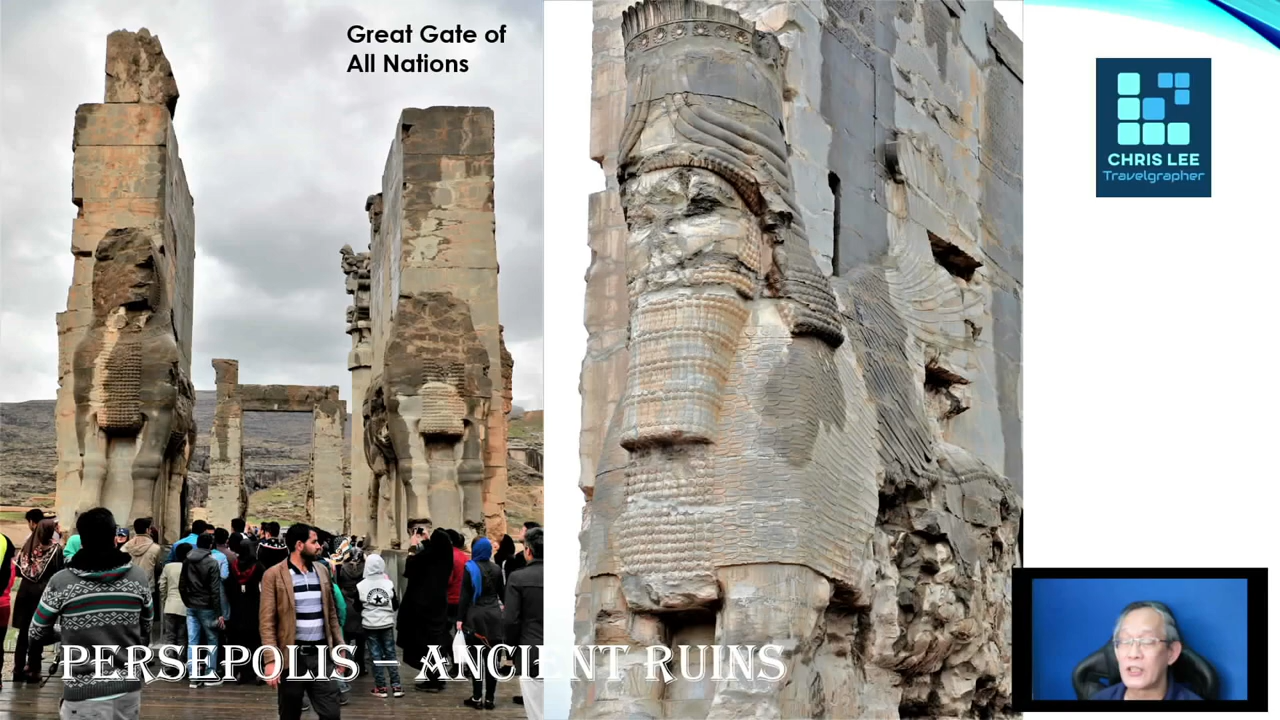 Great Gate of
All Nations
CHRIS LEE
Travelgrapher
PERSEPOLIS – ANCIENT RUINS